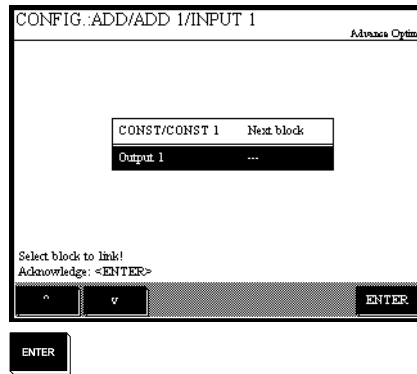 CONFIG.:ADD/ADD 1/INPUT 1
Advance Optim
CONST/CONST 1 Next block
Output 1 ---
Select block to link!
Acknowledge: <ENTER>
^ v ENTER
ENTER